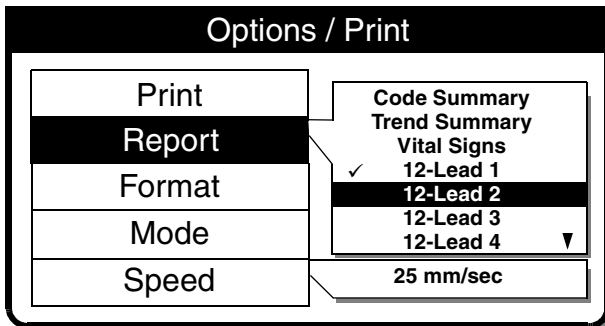 Options / Print
Print
Report
Format
Mode
Speed
Code Summary
Trend Summary
Vital Signs
✓ 12-Lead 1
12-Lead 2
12-Lead 3
12-Lead 4 ▼
25 mm/sec